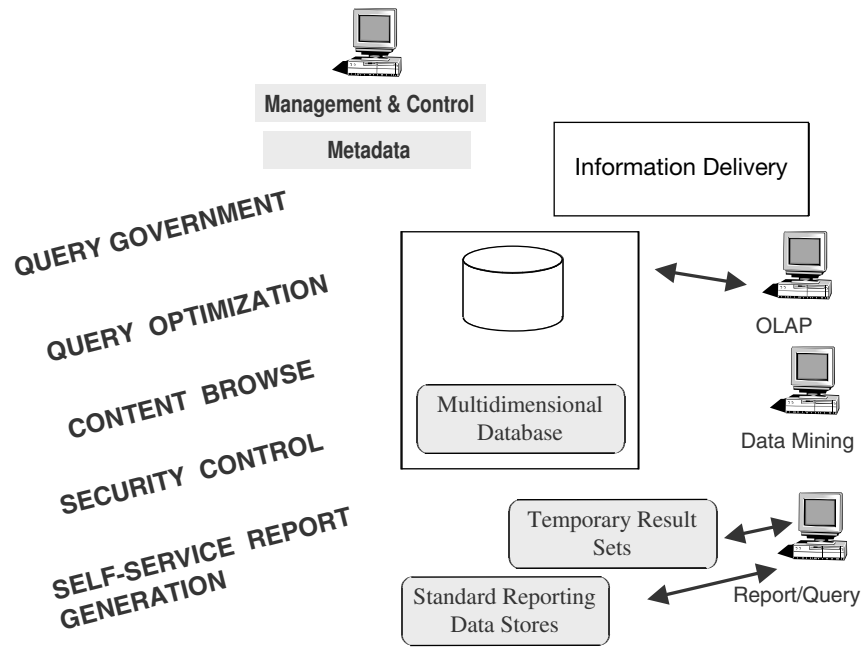 Management & Control
Metadata
Information Delivery
QUERY GOVERNMENT
QUERY OPTIMIZATION
CONTENT BROWSE
SECURITY CONTROL
SELF-SERVICE REPORT
GENERATION
Multidimensional
Database
OLAP
Data Mining
Temporary Result
Sets
Standard Reporting
Data Stores
Report/Query